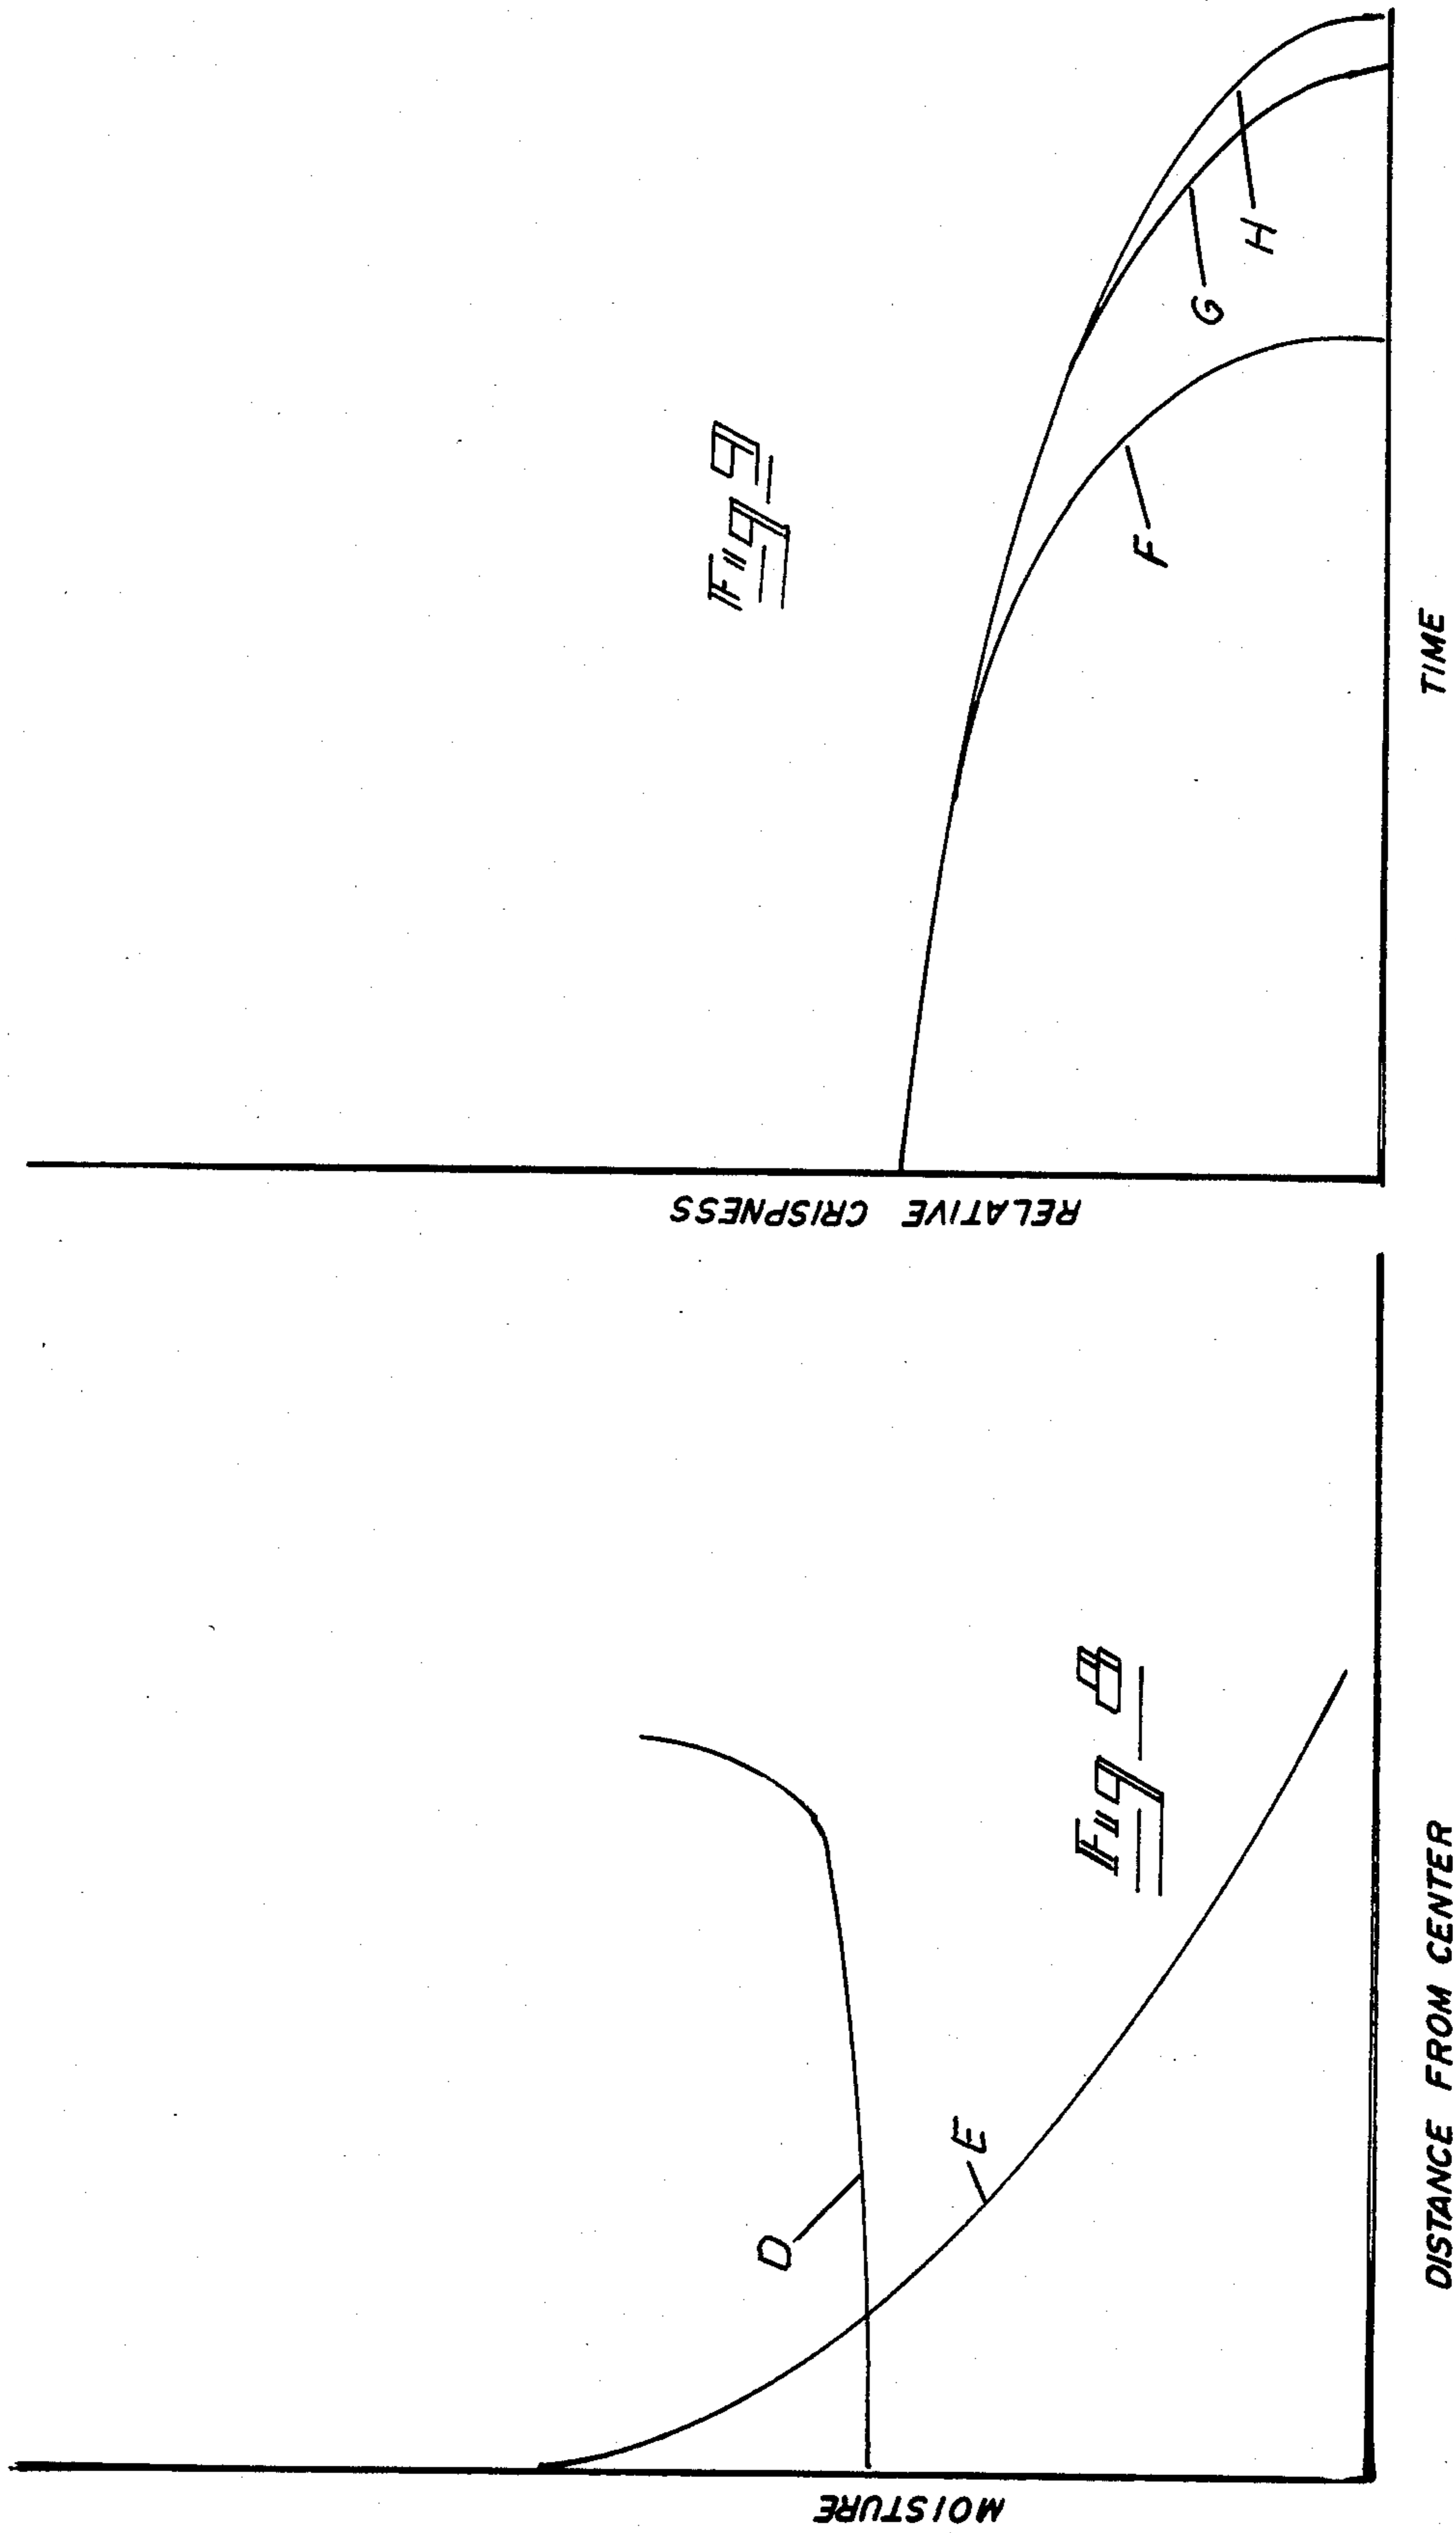 MOISTURE
D
E
Fig 8
DISTANCE FROM CENTER
RELATIVE CRISPNESS
Fig 9
F
G
H
TIME